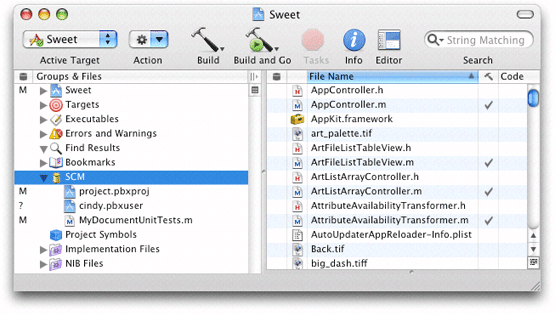 Sweet
Sweet
Active Target
Action
Build
Build and Go
Tasks
Info
Editor
String Matching
Search
Groups & Files
M Sweet
Targets
Executables
Errors and Warnings
Find Results
Bookmarks
SCM
M project.pbxproj
? cindy.pbxuser
M MyDocumentUnitTests.m
Project Symbols
Implementation Files
NIB Files
File Name
Code
AppController.h
AppController.m
AppKit.framework
art_palette.tif
ArtFileListTableView.h
ArtFileListTableView.m
ArtListArrayController.h
ArtListArrayController.m
AttributeAvailabilityTransformer.h
AttributeAvailabilityTransformer.m
AutoUpdaterAppReloader-Info.plist
Back.tif
big_dash.tiff